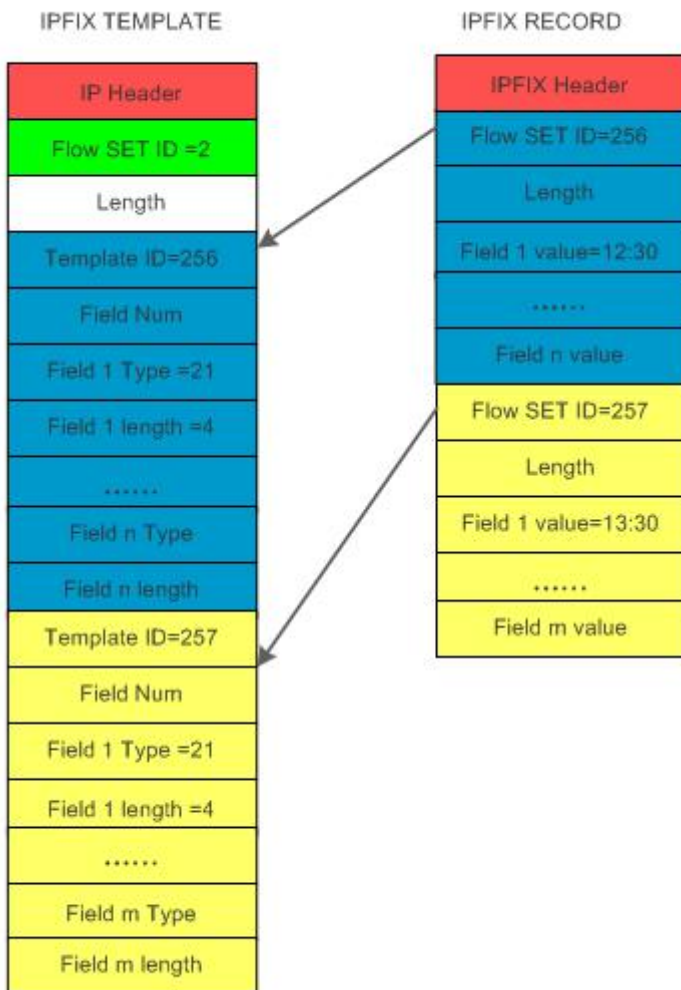 IPFIX TEMPLATE
IP Header
Flow SET ID =2
Length
Template ID=256
Field Num
Field 1 Type =21
Field 1 length =4
......
Field n Type
Field n length
Template ID=257
Field Num
Field 1 Type =21
Field 1 length =4
......
Field m Type
Field m length
IPFIX RECORD
IPFIX Header
Flow SET ID=256
Length
Field 1 value=12:30
......
Field n value
Flow SET ID=257
Length
Field 1 value=13:30
......
Field m value